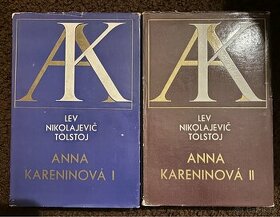 AK
LEV
NIKOLAJEVIČ
TOLSTOJ
ANNA
KARENINOVÁ I
AK
LEV
NIKOLAJEVIČ
TOLSTOJ
ANNA
KARENINOVÁ II